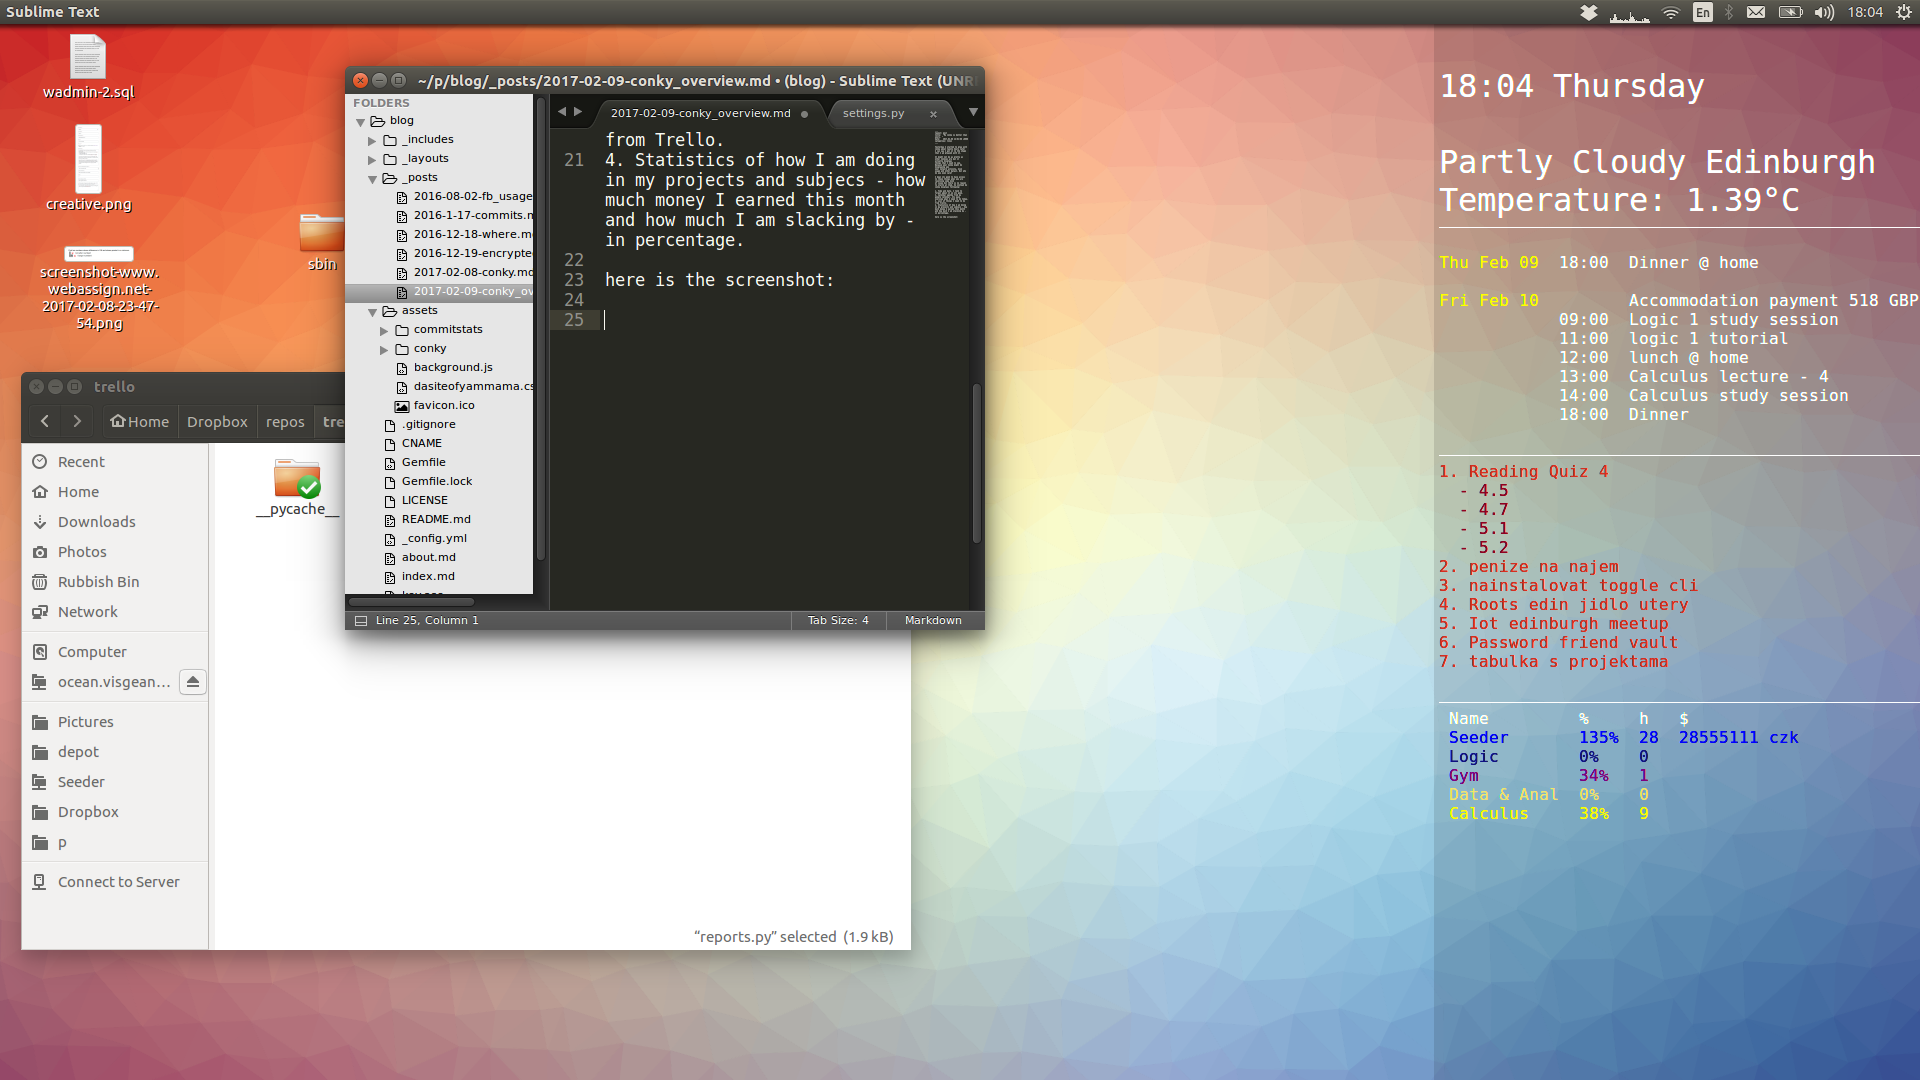 Sublime Text
En
18:04
wadmin-2.sql
creative.png
screenshot-www.
webassign.net-
2017-02-08-23-47-
54.png
sbin
~/p/blog/_posts/2017-02-09-conky_overview.md • (blog) - Sublime Text (UNR
FOLDERS
blog
_includes
_layouts
_posts
2016-08-02-fb_usage
2016-1-17-commits.m
2016-12-18-where.m
2016-12-19-encrypte
2017-02-08-conky.md
2017-02-09-conky_ov
assets
commitstats
conky
background.js
dasiteofyammama.cs
favicon.ico
.gitignore
CNAME
Gemfile
Gemfile.lock
LICENSE
README.md
_config.yml
about.md
index.md
2017-02-09-conky_overview.md
settings.py
from Trello.
21 4. Statistics of how I am doing
in my projects and subjecs - how
much money I earned this month
and how much I am slacking by -
in percentage.
22
23 here is the screenshot:
24
25
Line 25, Column 1
Tab Size: 4
Markdown
trello
Home Dropbox repos tre
Recent
Home
Downloads
Photos
Rubbish Bin
Network
Computer
ocean.visgean...
Pictures
depot
Seeder
Dropbox
p
Connect to Server
__pycache__
“reports.py” selected (1.9 kB)
18:04 Thursday
Partly Cloudy Edinburgh
Temperature: 1.39°C
Thu Feb 09 18:00 Dinner @ home
Fri Feb 10 Accommodation payment 518 GBP
09:00 Logic 1 study session
11:00 logic 1 tutorial
12:00 lunch @ home
13:00 Calculus lecture - 4
14:00 Calculus study session
18:00 Dinner
1. Reading Quiz 4
- 4.5
- 4.7
- 5.1
- 5.2
2. penize na najem
3. nainstalovat toggle cli
4. Roots edin jidlo utery
5. Iot edinburgh meetup
6. Password friend vault
7. tabulka s projektama
Name % h $
Seeder 135% 28 28555111 czk
Logic 0% 0
Gym 34% 1
Data & Anal 0% 0
Calculus 38% 9